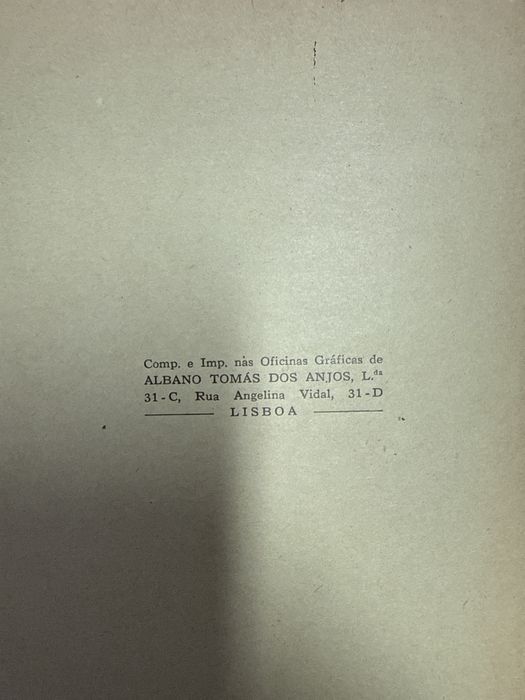 Comp. e Imp. nas Oficinas Gráficas de
ALBANO TOMÁS DOS ANJOS, L.da
31-C, Rua Angelina Vidal, 31-D
LISBOA